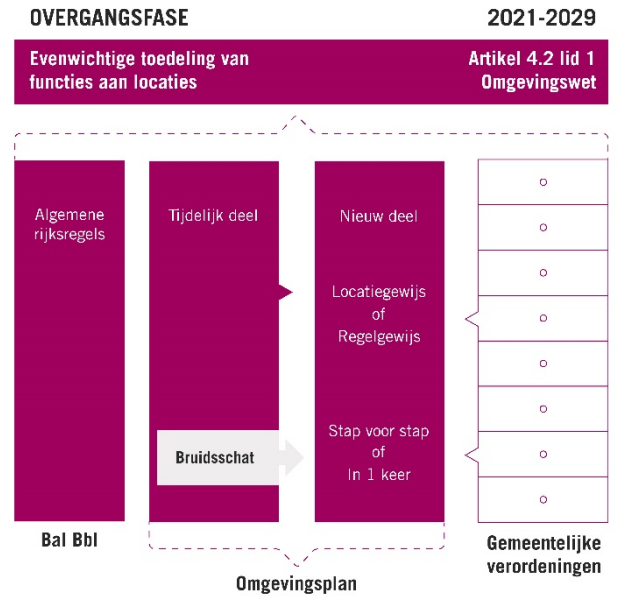 OVERGANGSFASE
2021-2029
Evenwichtige toedeling van
functies aan locaties
Artikel 4.2 lid 1
Omgevingswet
Algemene
rijksregels
Tijdelijk deel
Nieuw deel
Locatiegewijs
of
Regelgewijs
Stap voor stap
of
In 1 keer
Bruidsschat
Bal Bbl
Omgevingsplan
Gemeentelijke
verordeningen